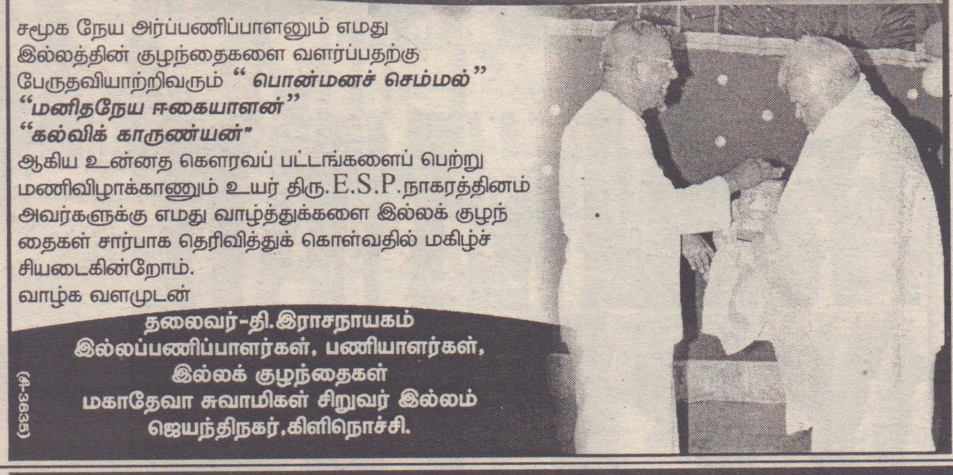 சமூக நேய அர்ப்பணிப்பாளனும் எமது
இல்லத்தின் குழந்தைகளை வளர்ப்பதற்கு
பேருதவியாற்றிவரும் “ பொன்மனச் செம்மல்”
“மனிதநேய ஈகையாளன்”
“கல்விக் காருண்யன்"
ஆகிய உன்னத கௌரவப் பட்டங்களைப் பெற்று
மணிவிழாக்காணும் உயர் திரு.E.S.P.நாகரத்தினம்
அவர்களுக்கு எமது வாழ்த்துக்களை இல்லக் குழந்
தைகள் சார்பாக தெரிவித்துக் கொள்வதில் மகிழ்ச்
சியடைகின்றோம்.
வாழ்க வளமுடன்
தலைவர்-தி.இராசநாயகம்
இல்லப்பணிப்பாளர்கள், பணியாளர்கள்,
இல்லக் குழந்தைகள்
மகாதேவா சுவாமிகள் சிறுவர் இல்லம்
ஜெயந்திநகர்,கிளிநொச்சி.
(சி-3635)